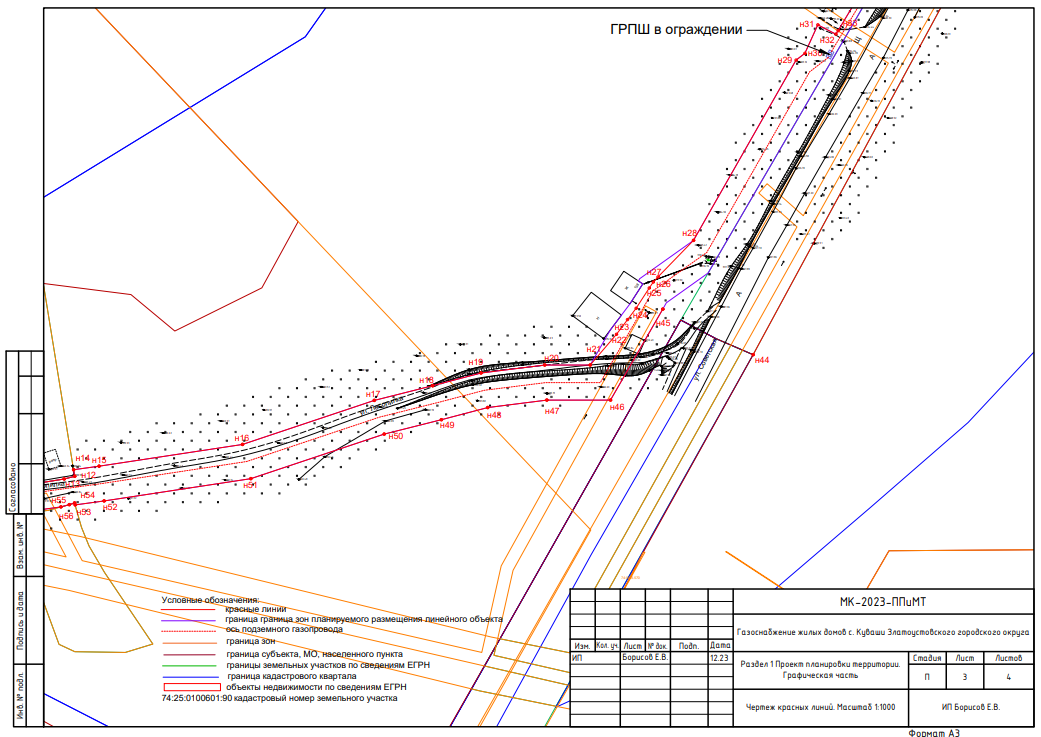 ГРПШ в ограждении
н31
н33
н32
н30
н29
н28
н27
н26
н25
н24
н45
н23
н22
н21
н44
н20
н19
н18
н17
н46
н47
н48
н49
н50
н16
н51
н14
н15
н12
н13
н54
н55
н53
н52
н56
Согласовано
Взам. инв. №
Подпись и дата
Инв. № подл.
Условные обозначения:
красные линии
граница граница зон планируемого размещения линейного объекта
ось подземного газопровода
граница зон
граница субъекта, МО, населенного пункта
границы земельных участков по сведениям ЕГРН
граница кадастрового квартала
объекты недвижимости по сведениям ЕГРН
74:25:0100601:90 кадастровый номер земельного участка
МК-2023-ППиМТ
Газоснабжение жилых домов с. Куваши Златоустовского городского округа
Изм. Кол. уч. Лист № док. Подп. Дата
ИП Борисов Е.В. 12.23
Раздел 1 Проект планировки территории.
Графическая часть
Стадия Лист Листов
П 3 4
Чертеж красных линий. Масштаб 1:1000
ИП Борисов Е.В.
Формат А3